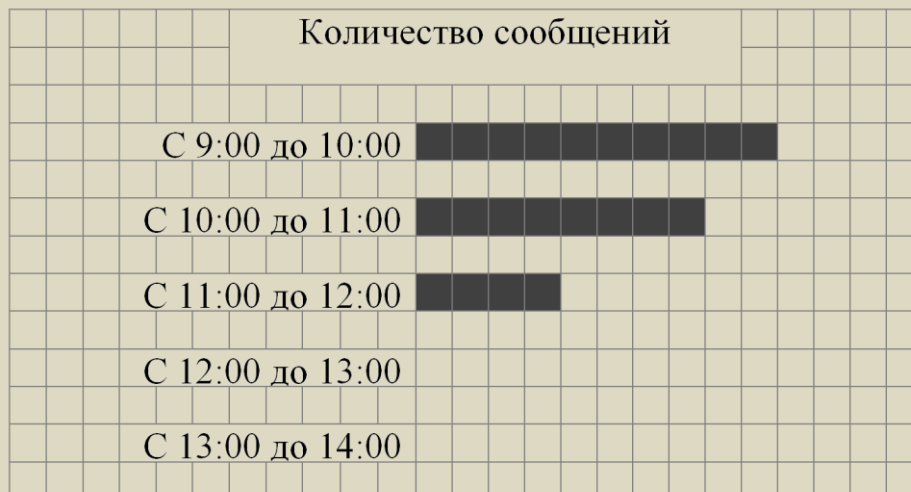 Количество сообщений
С 9:00 до 10:00
С 10:00 до 11:00
С 11:00 до 12:00
С 12:00 до 13:00
С 13:00 до 14:00